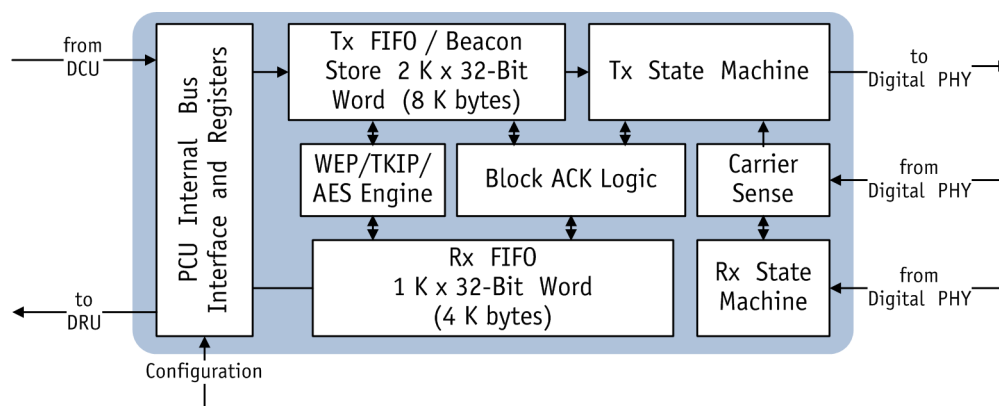 from
DCU
PCU Internal Bus
Interface and Registers
Tx FIFO / Beacon
Store 2 K x 32-Bit
Word (8 K bytes)
Tx State Machine
to
Digital PHY
WEP/TKIP/
AES Engine
Block ACK Logic
Carrier
Sense
from
Digital PHY
Rx FIFO
1 K x 32-Bit Word
(4 K bytes)
Rx State
Machine
from
Digital PHY
to
DRU
Configuration